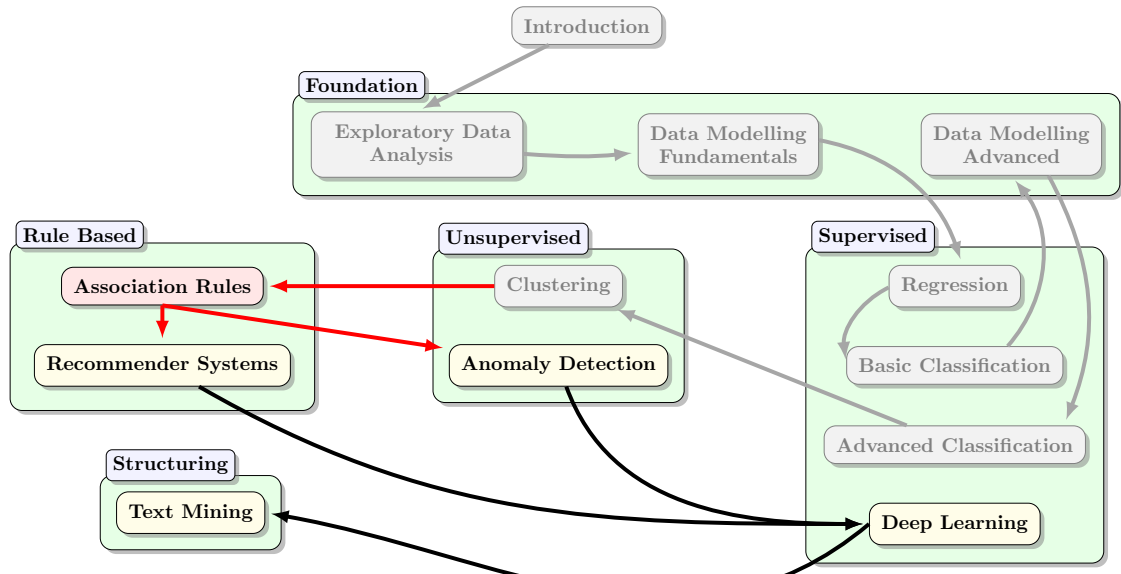 Introduction
Foundation
Exploratory Data
Analysis
Data Modelling
Fundamentals
Data Modelling
Advanced
Rule Based
Association Rules
Recommender Systems
Unsupervised
Clustering
Anomaly Detection
Supervised
Regression
Basic Classification
Advanced Classification
Deep Learning
Structuring
Text Mining